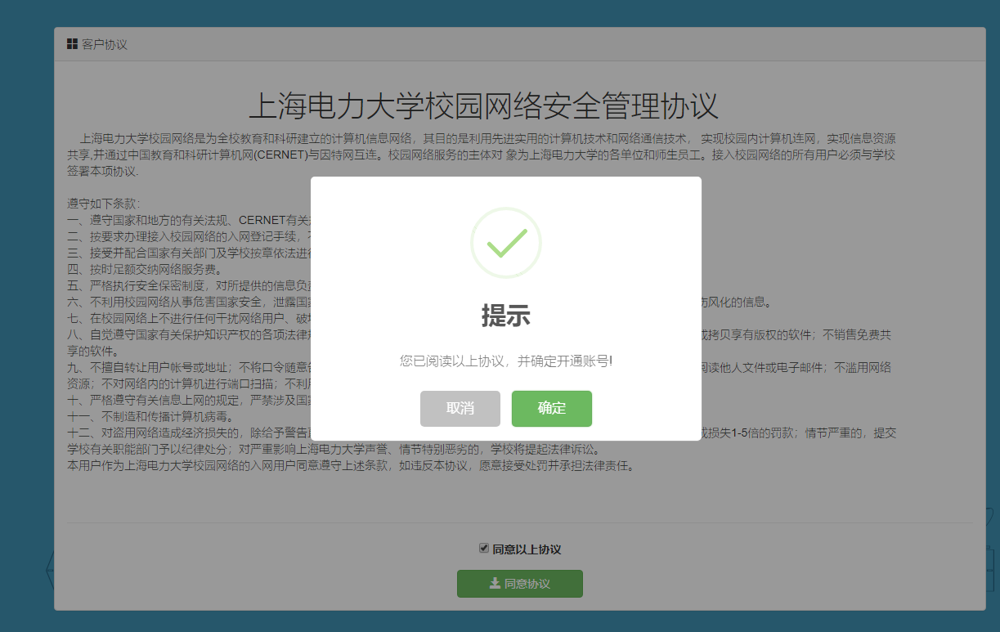 客户协议
上海电力大学校园网络安全管理协议
上海电力大学校园网络是为全校教育和科研建立的计算机信息网络，其目的是利用先进实用的计算机技术和网络通信技术， 实现校园内计算机连网，实现信息资源
共享,并通过中国教育和科研计算机网(CERNET)与因特网互连。校园网络服务的主体对 象为上海电力大学的各单位和师生员工。接入校园网络的所有用户必须与学校
签署本项协议.
遵守如下条款：
一、遵守国家和地方的有关法规、CERNET有关
二、按要求办理接入校园网络的入网登记手续，
三、接受并配合国家有关部门及学校按章依法进
四、按时足额交纳网络服务费。
五、严格执行安全保密制度，对所提供的信息负
六、不利用校园网络从事危害国家安全，泄露国 风化的信息。
七、在校园网络上不进行任何干扰网络用户、破
八、自觉遵守国家有关保护知识产权的各项法律 或拷贝享有版权的软件；不销售免费共
享的软件。
九、不擅自转让用户帐号或地址；不将口令随意 阅读他人文件或电子邮件；不滥用网络
资源；不对网络内的计算机进行端口扫描；不利
十、严格遵守有关信息上网的规定，严禁涉及国
十一、不制造和传播计算机病毒。
十二、对盗用网络造成经济损失的，除给予警告 成损失1-5倍的罚款；情节严重的，提交
学校有关职能部门予以纪律处分；对严重影响上海电力大学声誉、情节特别恶劣的，学校将提起法律诉讼。
本用户作为上海电力大学校园网络的入网用户同意遵守上述条款，如违反本协议，愿意接受处罚并承担法律责任。
提示
您已阅读以上协议，并确定开通账号!
取消 确定
同意以上协议
同意协议